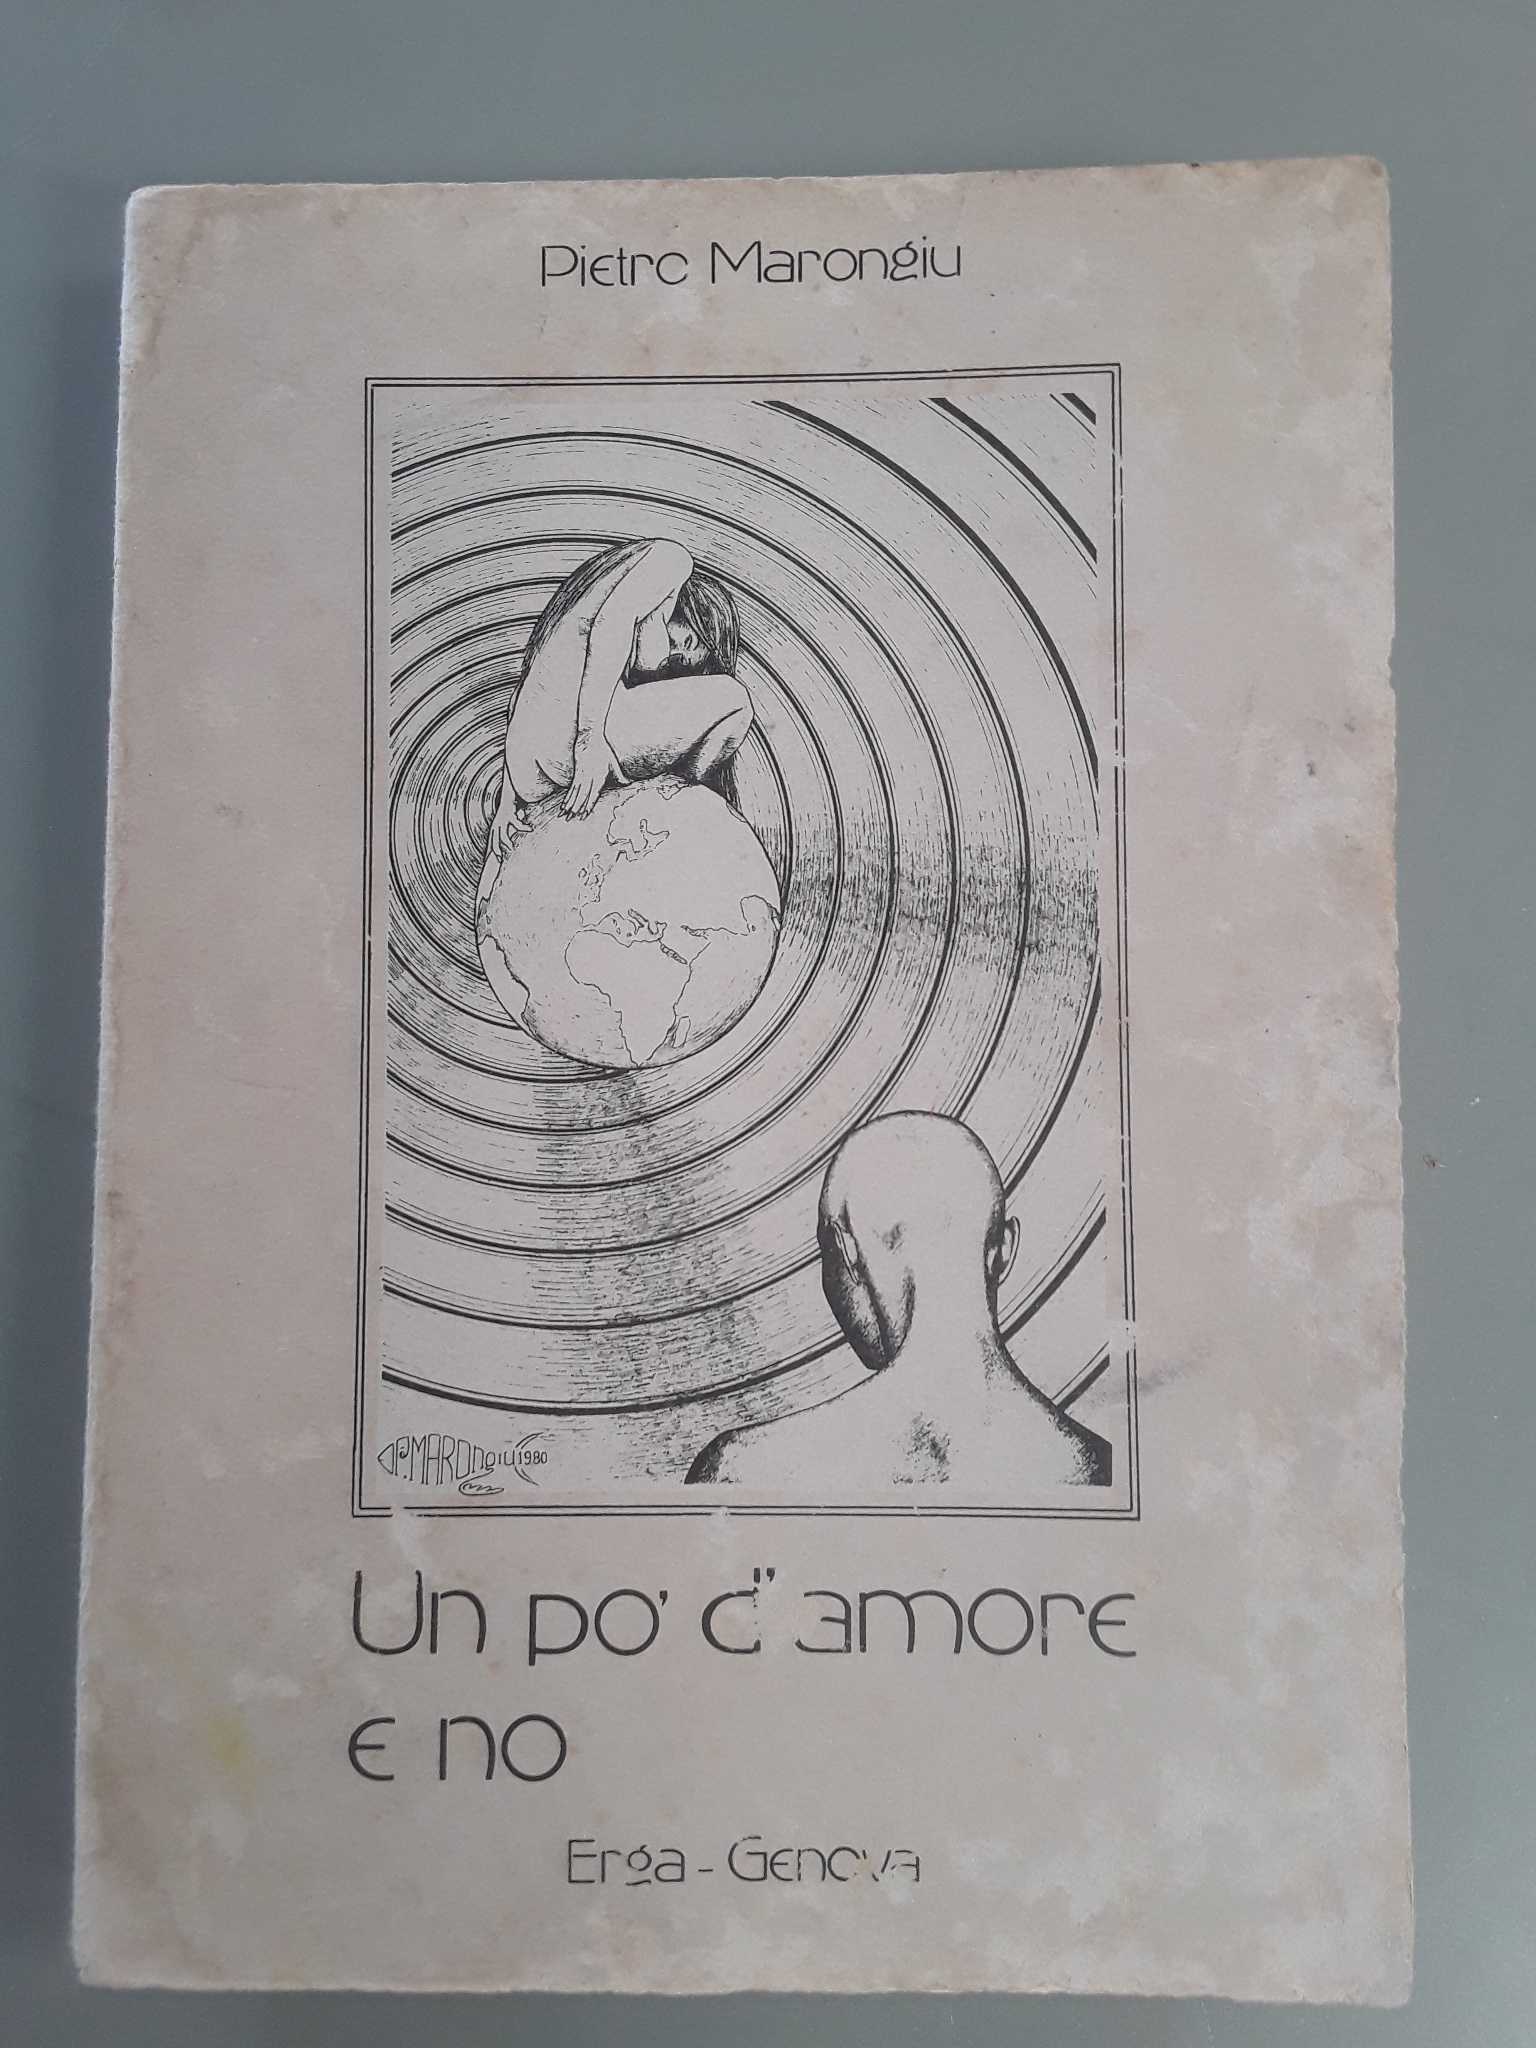 Pietro Marongiu
P. MARONgiu 1980
Un po' d'' amore
e no
Erga - Genova